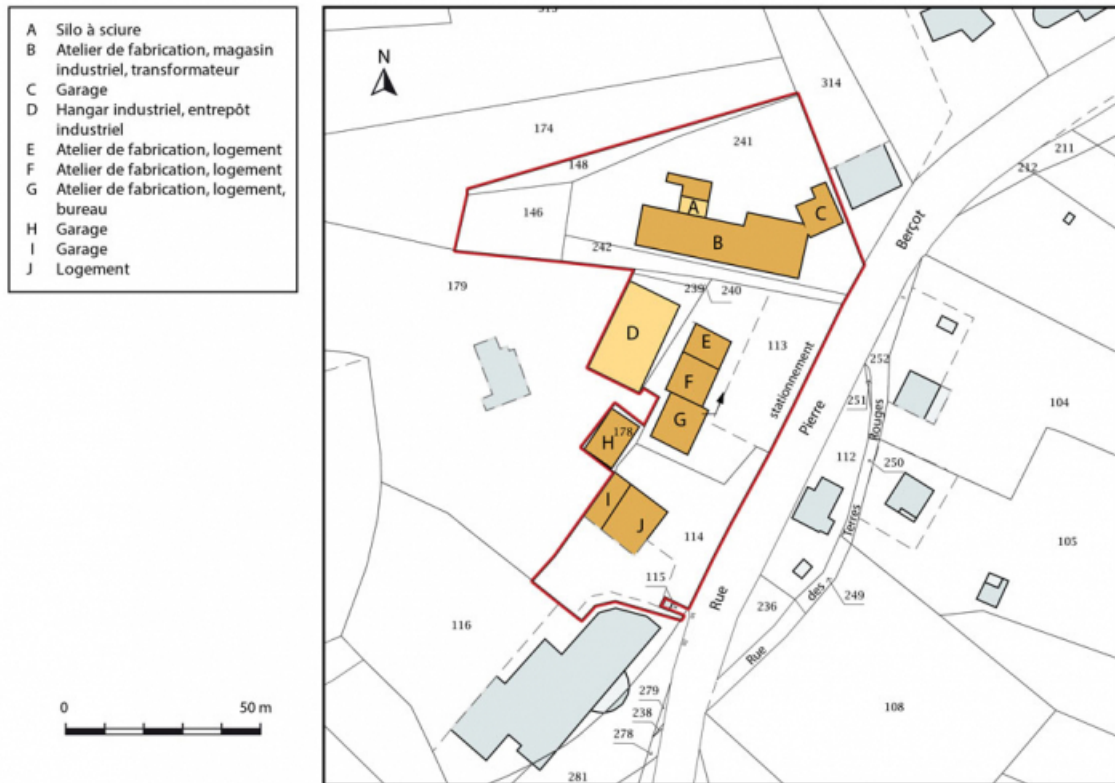 A Silo à sciure
B Atelier de fabrication, magasin
industriel, transformateur
C Garage
D Hangar industriel, entrepôt
industriel
E Atelier de fabrication, logement
F Atelier de fabrication, logement
G Atelier de fabrication, logement,
bureau
H Garage
I Garage
J Logement
0 50 m
N
314
174
241
211
148
212
A
146
C
B
Berçot
242
179
239
240
D
E
113
252
F
stationnement
251
Rouges
104
G
Pierre
178
H
112
250
I
J
Terres
114
105
115
Rue
des
249
236
116
Rue
279
238
108
278
281